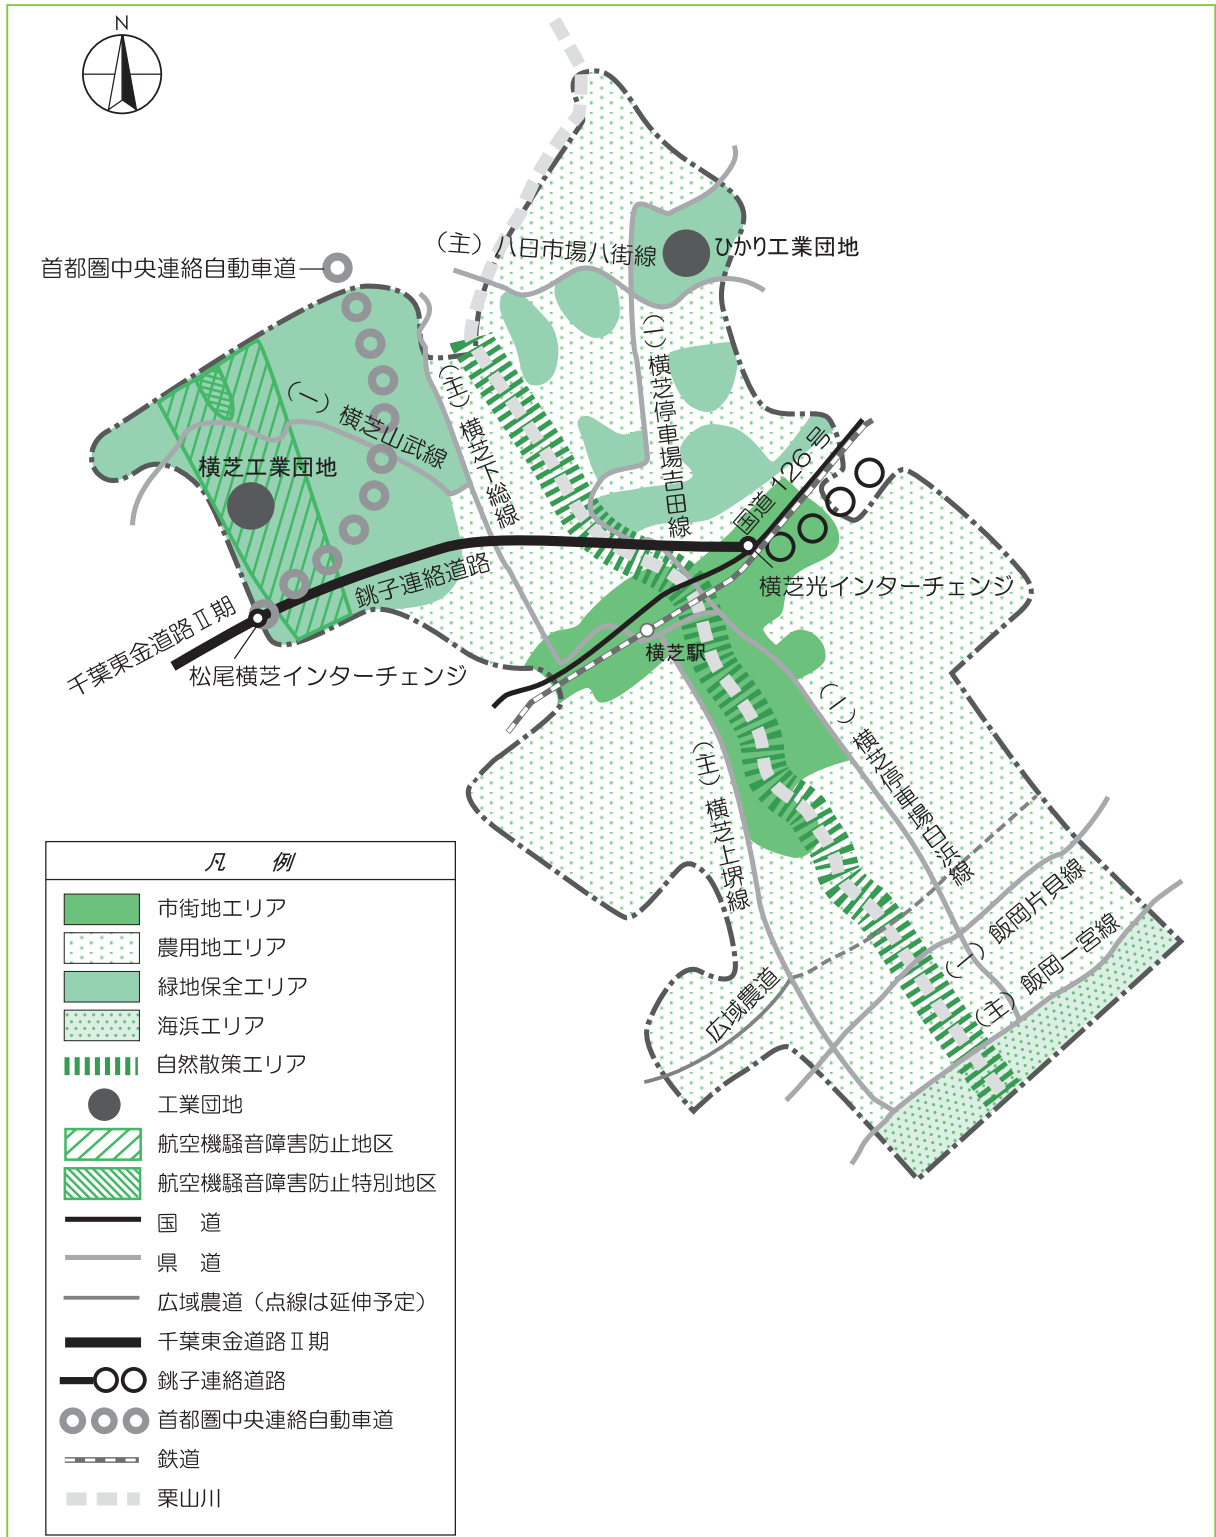 N
首都圏中央連絡自動車道
(主) 八日市場八街線
ひかり工業団地
(一) 横芝停車場吉田線
(主) 横芝下総線
(一) 横芝山武線
横芝工業団地
国道126号
銚子連絡道路
横芝光インターチェンジ
千葉東金道路Ⅱ期
松尾横芝インターチェンジ
横芝駅
(一) 横芝停車場白浜線
(主) 横芝上堺線
(一) 飯岡片貝線
(主) 飯岡一宮線
広域農道
凡 例
市街地エリア
農用地エリア
緑地保全エリア
海浜エリア
自然散策エリア
工業団地
航空機騒音障害防止地区
航空機騒音障害防止特別地区
国 道
県 道
広域農道（点線は延伸予定）
千葉東金道路Ⅱ期
銚子連絡道路
首都圏中央連絡自動車道
鉄道
栗山川